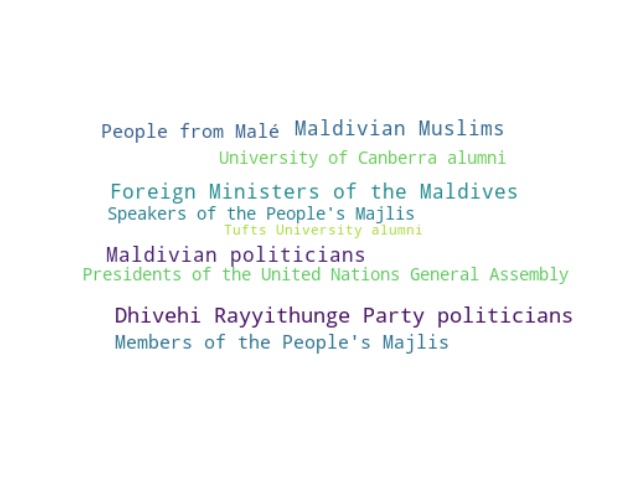 People from Malé Maldivian Muslims
University of Canberra alumni
Foreign Ministers of the Maldives
Speakers of the People's Majlis
Tufts University alumni
Maldivian politicians
Presidents of the United Nations General Assembly
Dhivehi Rayyithunge Party politicians
Members of the People's Majlis